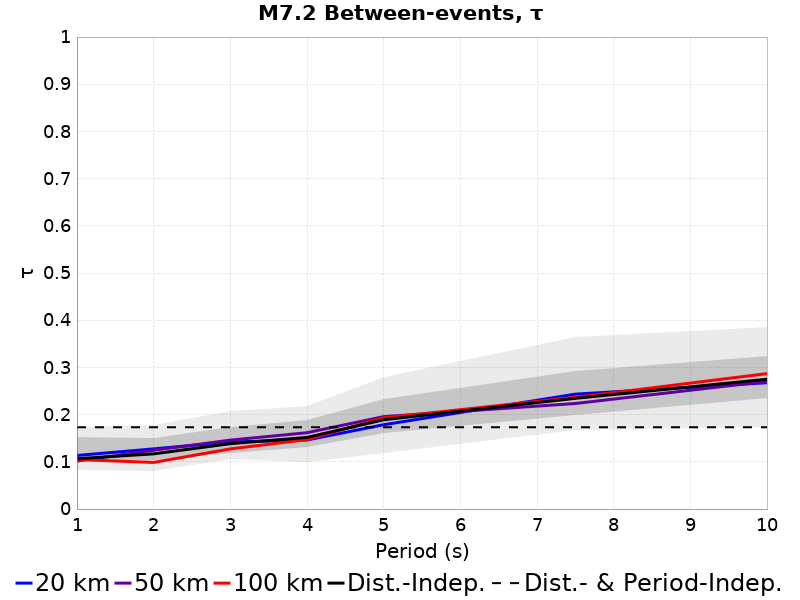 M7.2 Between-events, τ
1
0.9
0.8
0.7
0.6
0.5
0.4
0.3
0.2
0.1
0
τ
1 2 3 4 5 6 7 8 9 10
Period (s)
20 km 50 km 100 km Dist.-Indep. Dist.- & Period-Indep.